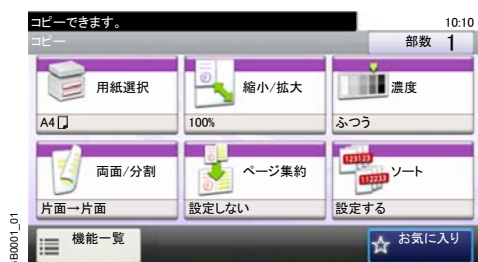 コピーできます。
10:10
コピー
部数 1
用紙選択
縮小/拡大
濃度
A4
100%
ふつう
両面/分割
ページ集約
123123
112233
ソート
片面→片面
設定しない
設定する
機能一覧
お気に入り
B0001_01